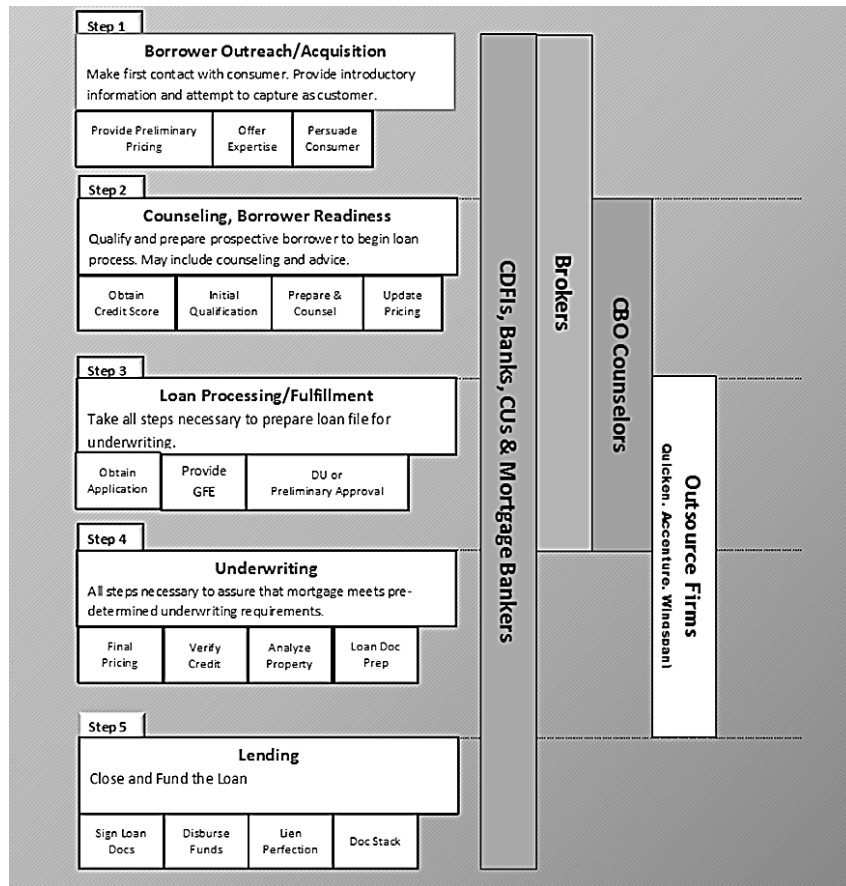 Step 1
Borrower Outreach/Acquisition
Make first contact with consumer. Provide introductory
information and attempt to capture as customer.
Provide Preliminary
Pricing
Offer
Expertise
Persuade
Consumer
Step 2
Counseling, Borrower Readiness
Qualify and prepare prospective borrower to begin loan
process. May include counseling and advice.
Obtain
Credit Score
Initial
Qualification
Prepare &
Counsel
Update
Pricing
Step 3
Loan Processing/Fulfillment
Take all steps necessary to prepare loan file for
underwriting.
Obtain
Application
Provide
GFE
DU or
Preliminary Approval
Step 4
Underwriting
All steps necessary to assure that mortgage meets pre-
determined underwriting requirements.
Final
Pricing
Verify
Credit
Analyze
Property
Loan Doc
Prep
Step 5
Lending
Close and Fund the Loan
Sign Loan
Docs
Disburse
Funds
Lien
Perfection
Doc Stack
CDFIs, Banks, CUs & Mortgage Bankers
Brokers
CBO Counselors
Outsource Firms
Quicken, Accenture, Wingspan)